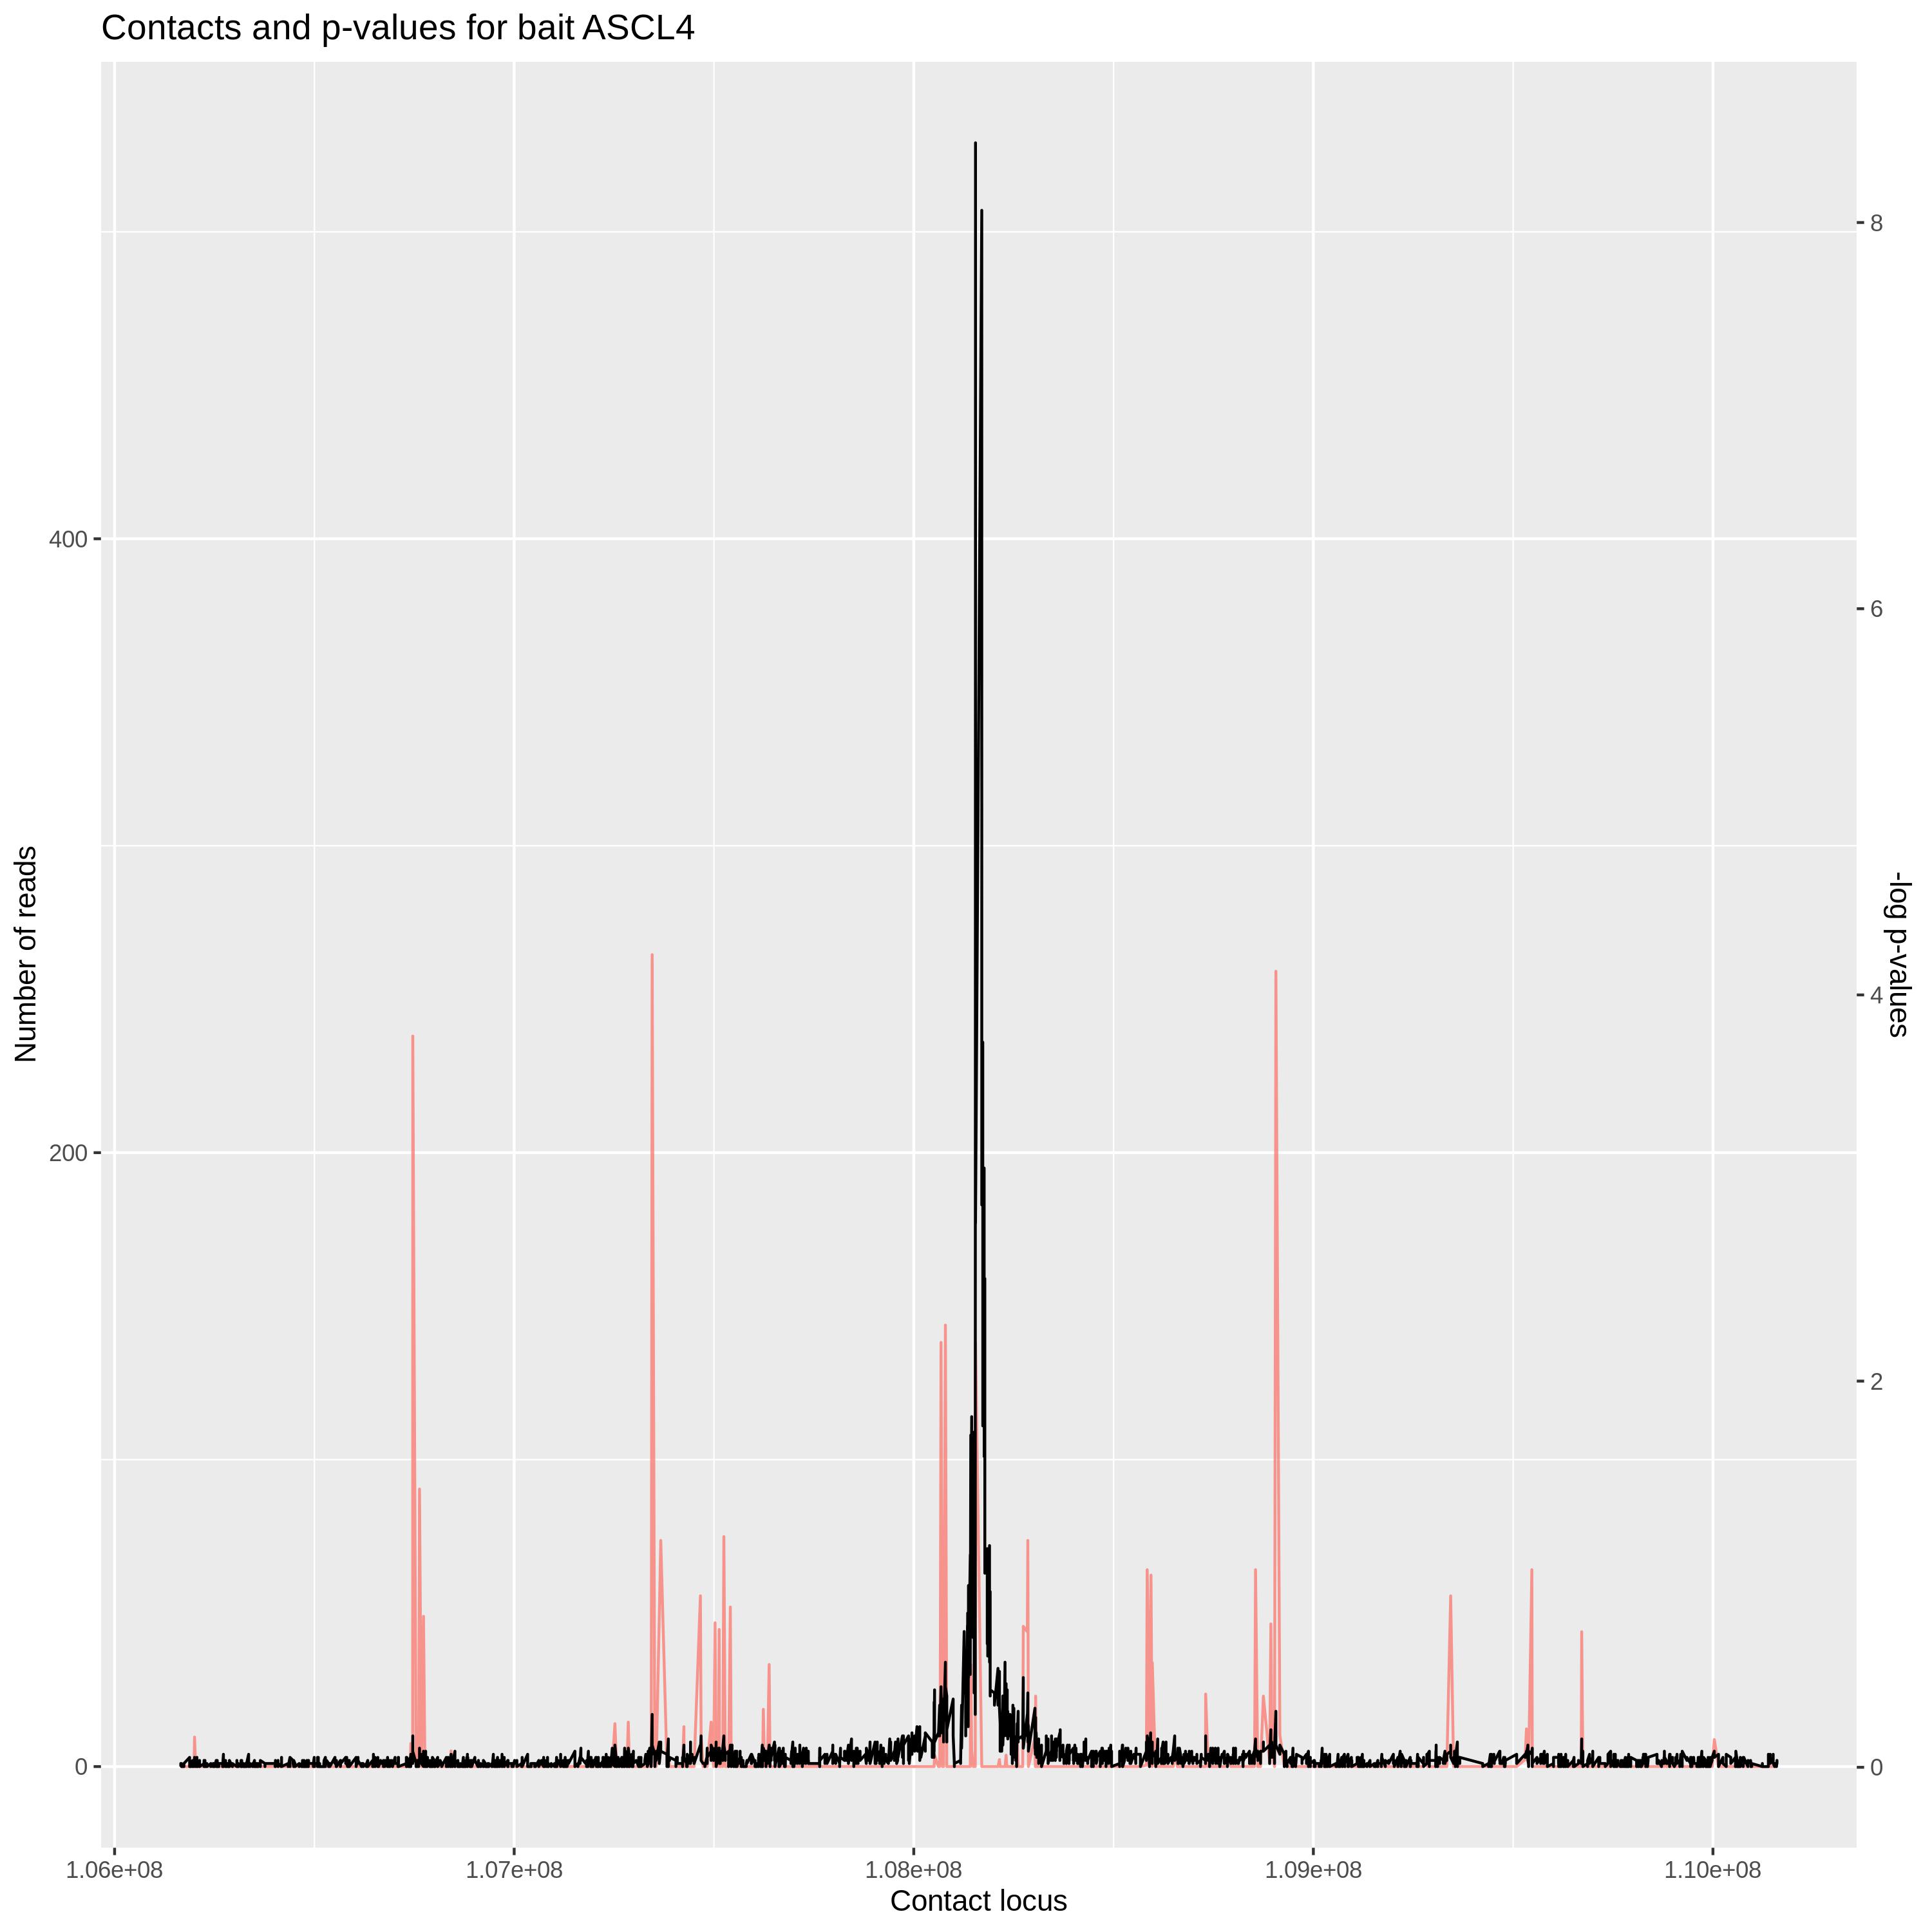 Contacts and p-values for bait ASCL4
Number of reads
400
200
0
8
6
4
2
0
-log p-values
1.06e+08
1.07e+08
1.08e+08
1.09e+08
1.10e+08
Contact locus